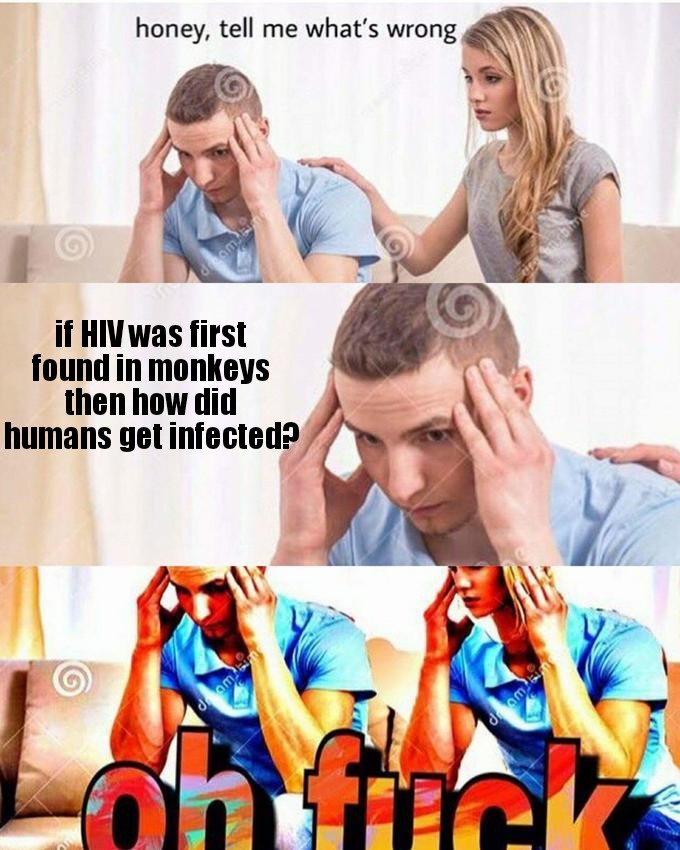 honey, tell me what's wrong
if HIV was first
found in monkeys
then how did
humans get infected?
oh fuck